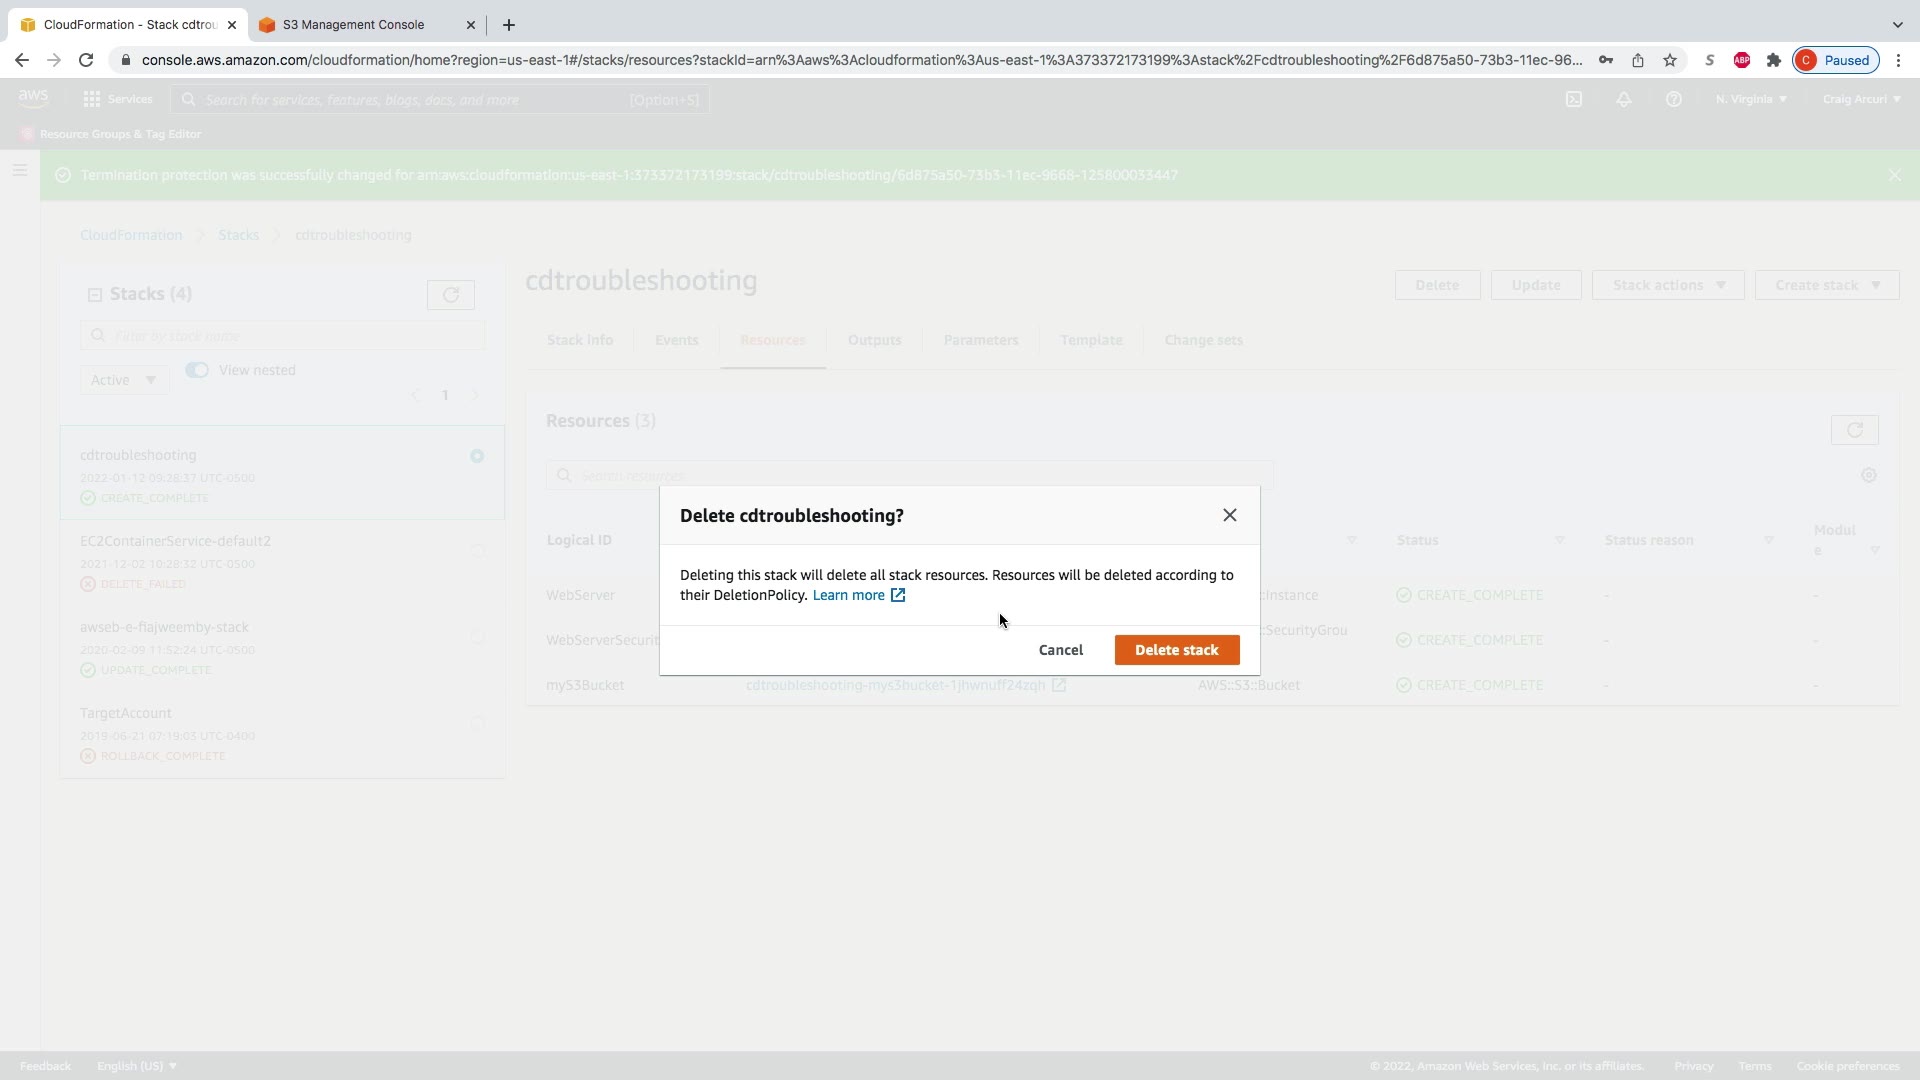 CloudFormation - Stack cdtrou
S3 Management Console
console.aws.amazon.com/cloudformation/home?region=us-east-1#/stacks/resources?stackId=arn%3Aaws%3Acloudformation%3Aus-east-1%3A373372173199%3Astack%2Fcdtroubleshooting%2F6d875a50-73b3-11ec-96...
S
ABP
C
Paused
aws
Services
Search for services, features, blogs, docs, and more
[Option+S]
N. Virginia
Craig Arcuri
Resource Groups & Tag Editor
Termination protection was successfully changed for arn:aws:cloudformation:us-east-1:373372173199:stack/cdtroubleshooting/6d875a50-73b3-11ec-9668-125800033447
CloudFormation
Stacks
cdtroubleshooting
Stacks (4)
Filter by stack name
Active
View nested
1
cdtroubleshooting
2022-01-12 09:28:37 UTC-0500
CREATE_COMPLETE
EC2ContainerService-default2
2021-12-02 10:28:32 UTC-0500
DELETE_FAILED
awseb-e-fiajweemby-stack
2020-02-09 11:52:24 UTC-0500
UPDATE_COMPLETE
TargetAccount
2019-06-21 07:19:03 UTC-0400
ROLLBACK_COMPLETE
cdtroubleshooting
Delete
Update
Stack actions
Create stack
Stack info
Events
Resources
Outputs
Parameters
Template
Change sets
Resources (3)
Search resources
Logical ID
Status
Status reason
Modul
e
WebServer
::Instance
CREATE_COMPLETE
-
-
WebServerSecurit
::SecurityGrou
CREATE_COMPLETE
-
-
myS3Bucket
cdtroubleshooting-mys3bucket-1jhwnuff24zqh
AWS::S3::Bucket
CREATE_COMPLETE
-
-
Delete cdtroubleshooting?
Deleting this stack will delete all stack resources. Resources will be deleted according to
their DeletionPolicy. Learn more
Cancel
Delete stack
Feedback
English (US)
© 2022, Amazon Web Services, Inc. or its affiliates.
Privacy
Terms
Cookie preferences